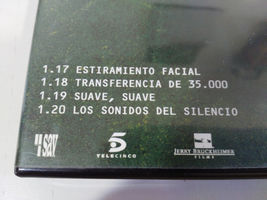 1.17 ESTIRAMIENTO FACIAL
1.18 TRANSFERENCIA DE 35.000
1.19 SUAVE, SUAVE
1.20 LOS SONIDOS DEL SILENCIO
sav
5
TELECINCO
JERRY BRUCKHEIMER
FILMS